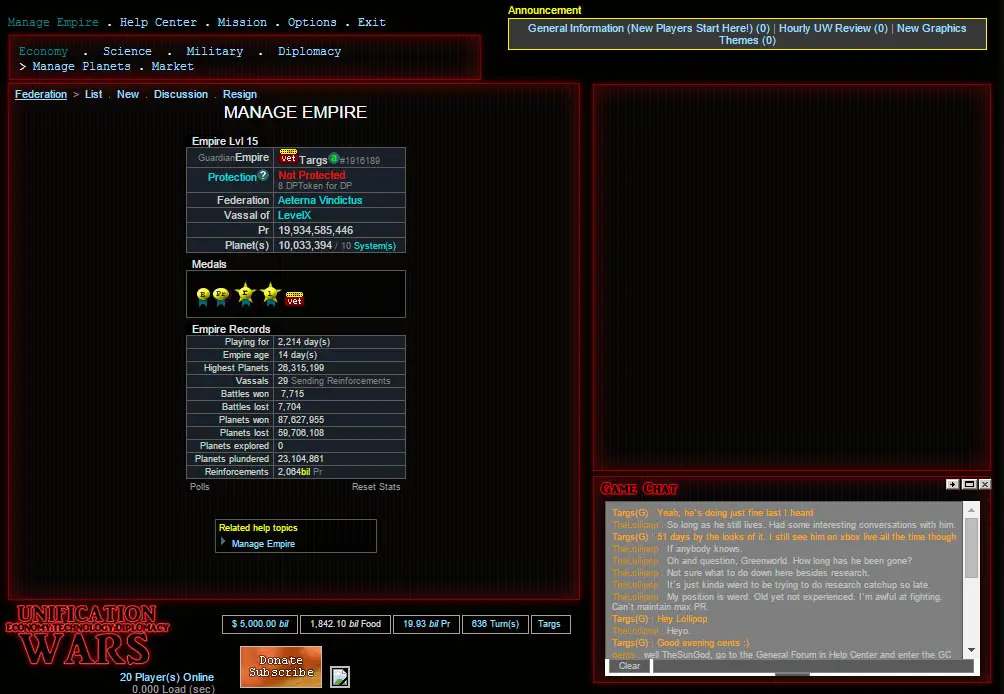 Manage Empire . Help Center . Mission . Options . Exit
Announcement
General Information (New Players Start Here!) (0) | Hourly UW Review (0) | New Graphics
Themes (0)
Economy . Science . Military . Diplomacy
> Manage Planets . Market
Federation > List . New . Discussion . Resign
MANAGE EMPIRE
Empire Lvl 15
GuardianEmpire vet Targs #1916189
Protection? Not Protected
8 DPToken for DP
Federation Aeterna Vindictus
Vassal of LevelX
Pr 19,934,585,446
Planet(s) 10,033,394 / 10 System(s)
Medals
vet
Empire Records
Playing for 2,214 day(s)
Empire age 14 day(s)
Highest Planets 26,315,199
Vassals 29 Sending Reinforcements
Battles won 7,715
Battles lost 7,704
Planets won 87,627,955
Planets lost 59,706,108
Planets explored 0
Planets plundered 23,104,861
Reinforcements 2,064bil Pr
Polls Reset Stats
Related help topics
Manage Empire
GAME CHAT
Targs(G) : Yeah, he's doing just fine last I heard
TheLollipop : So long as he still lives. Had some interesting conversations with him.
Targs(G) : 51 days by the looks of it. I still see him on xbox live all the time though
TheLollipop : If anybody knows.
TheLollipop : Oh and question, Greenworld. How long has he been gone?
TheLollipop : Not sure what to do down here besides research.
TheLollipop : It's just kinda wierd to be trying to do research catchup so late
TheLollipop : My position is werd. Old yet not experienced. I'm awful at fighting.
Can't maintain max PR.
Targs(G) : Hey Lollipop
TheLollipop : Heyo.
Targs(G) : Good evening cents :)
cents : well TheSunGod, go to the General Forum in Help Center and enter the GC
Clear
UNIFICATION
ECONOMY.TECHNOLOGY.DIPLOMACY
WARS
$ 5,000.00 bil 1,842.10 bil Food 19.93 bil Pr 636 Turn(s) Targs
Donate
Subscribe
20 Player(s) Online
0.000 Load (sec)